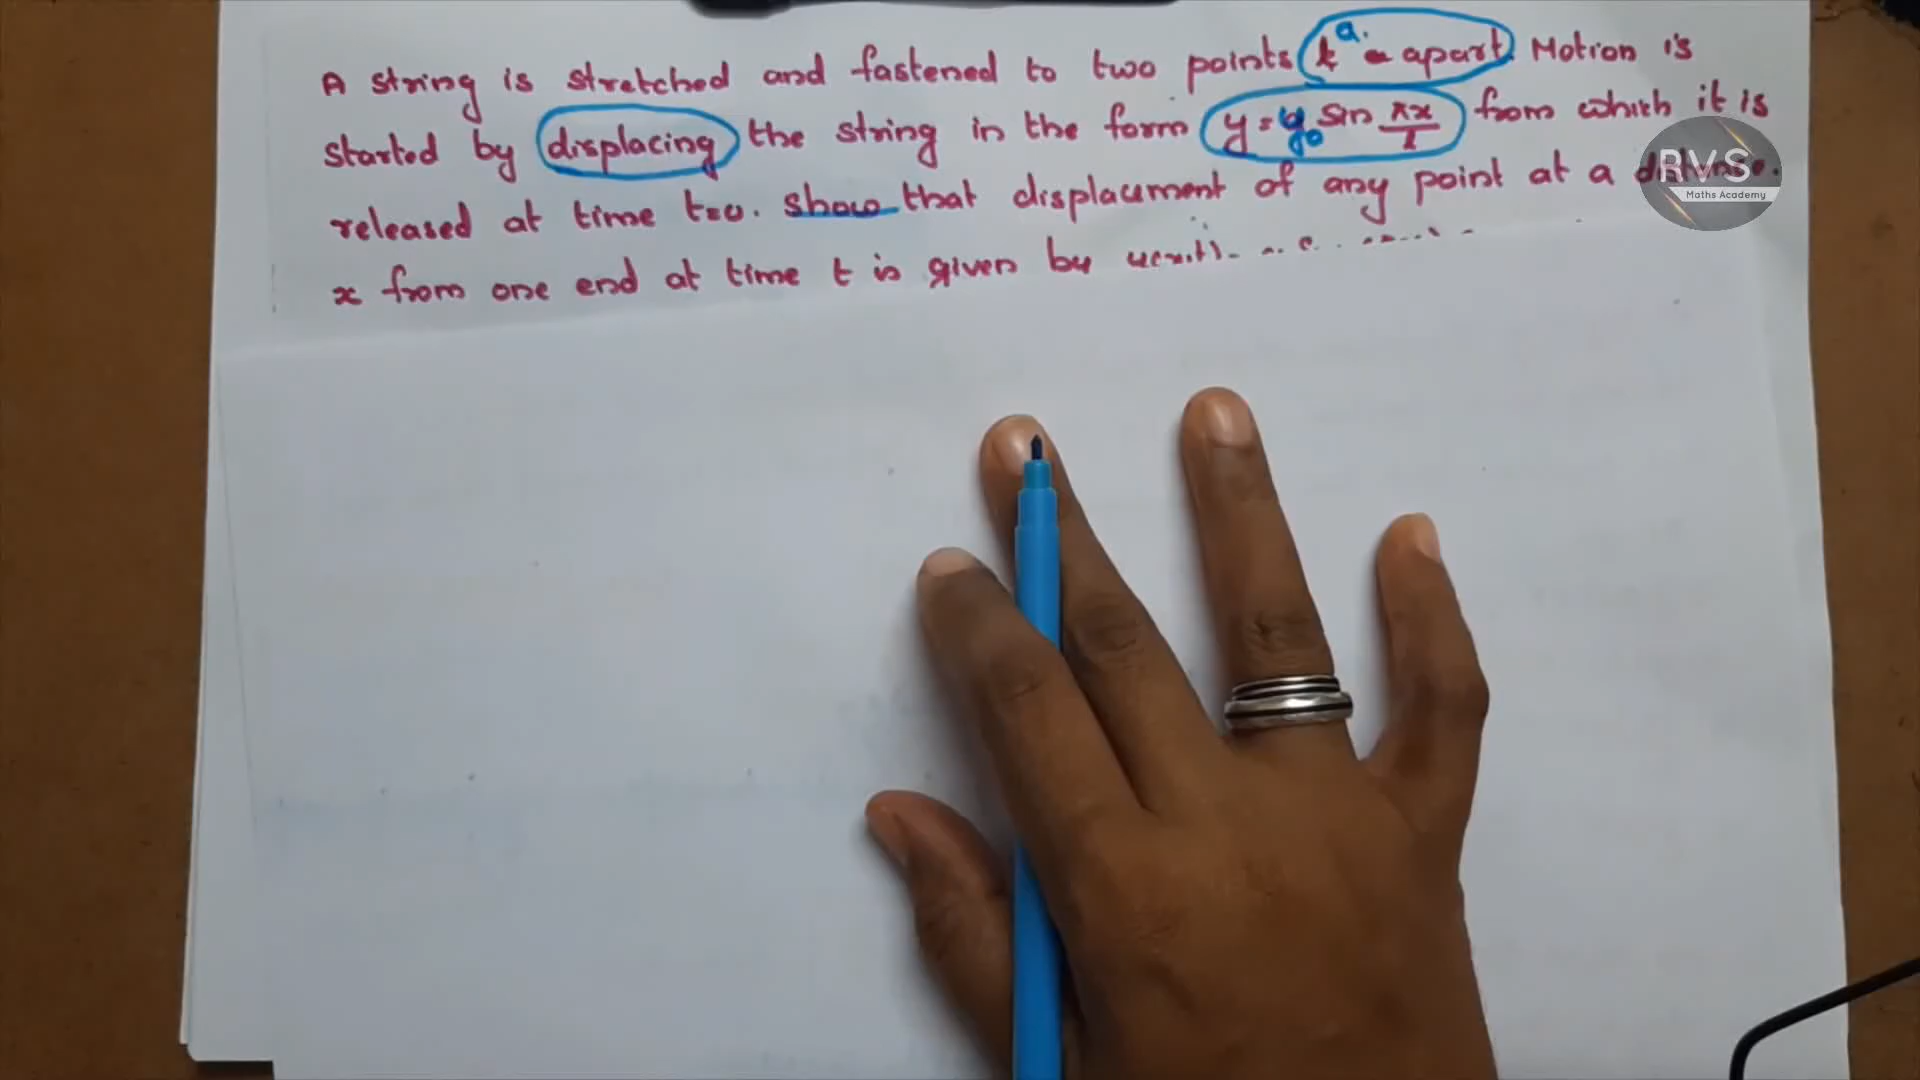 A string is stretched and fastened to two points a. apart. Motion is
started by displacing the string in the form y = y₀ sin πx/l from which it is
released at time t=0. show that displacement of any point at a distance.
x from one end at time t is given by
RVS
Maths Academy